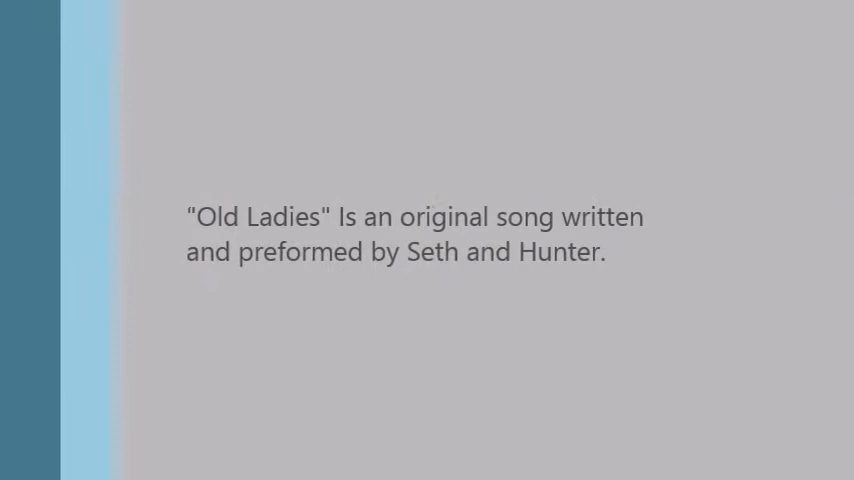 "Old Ladies" Is an original song written
and preformed by Seth and Hunter.